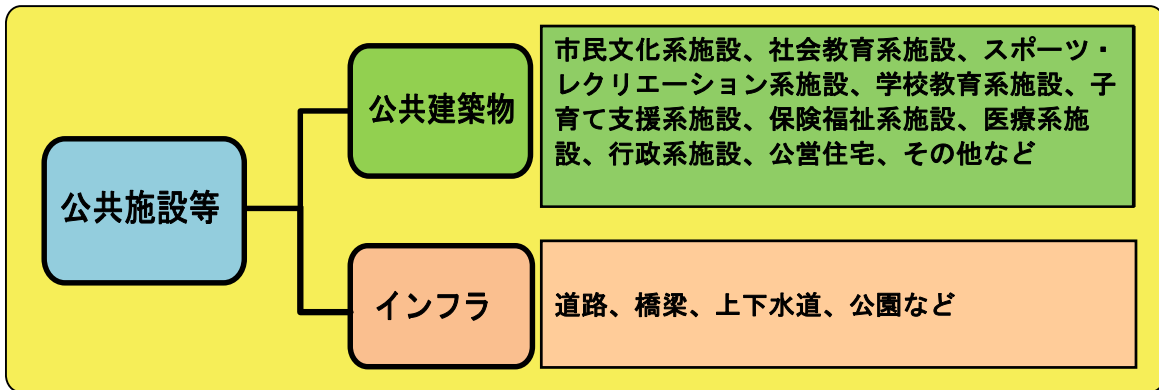 公共施設等
公共建築物
市民文化系施設、社会教育系施設、スポーツ・
レクリエーション系施設、学校教育系施設、子
育て支援系施設、保険福祉系施設、医療系施
設、行政系施設、公営住宅、その他など
インフラ
道路、橋梁、上下水道、公園など